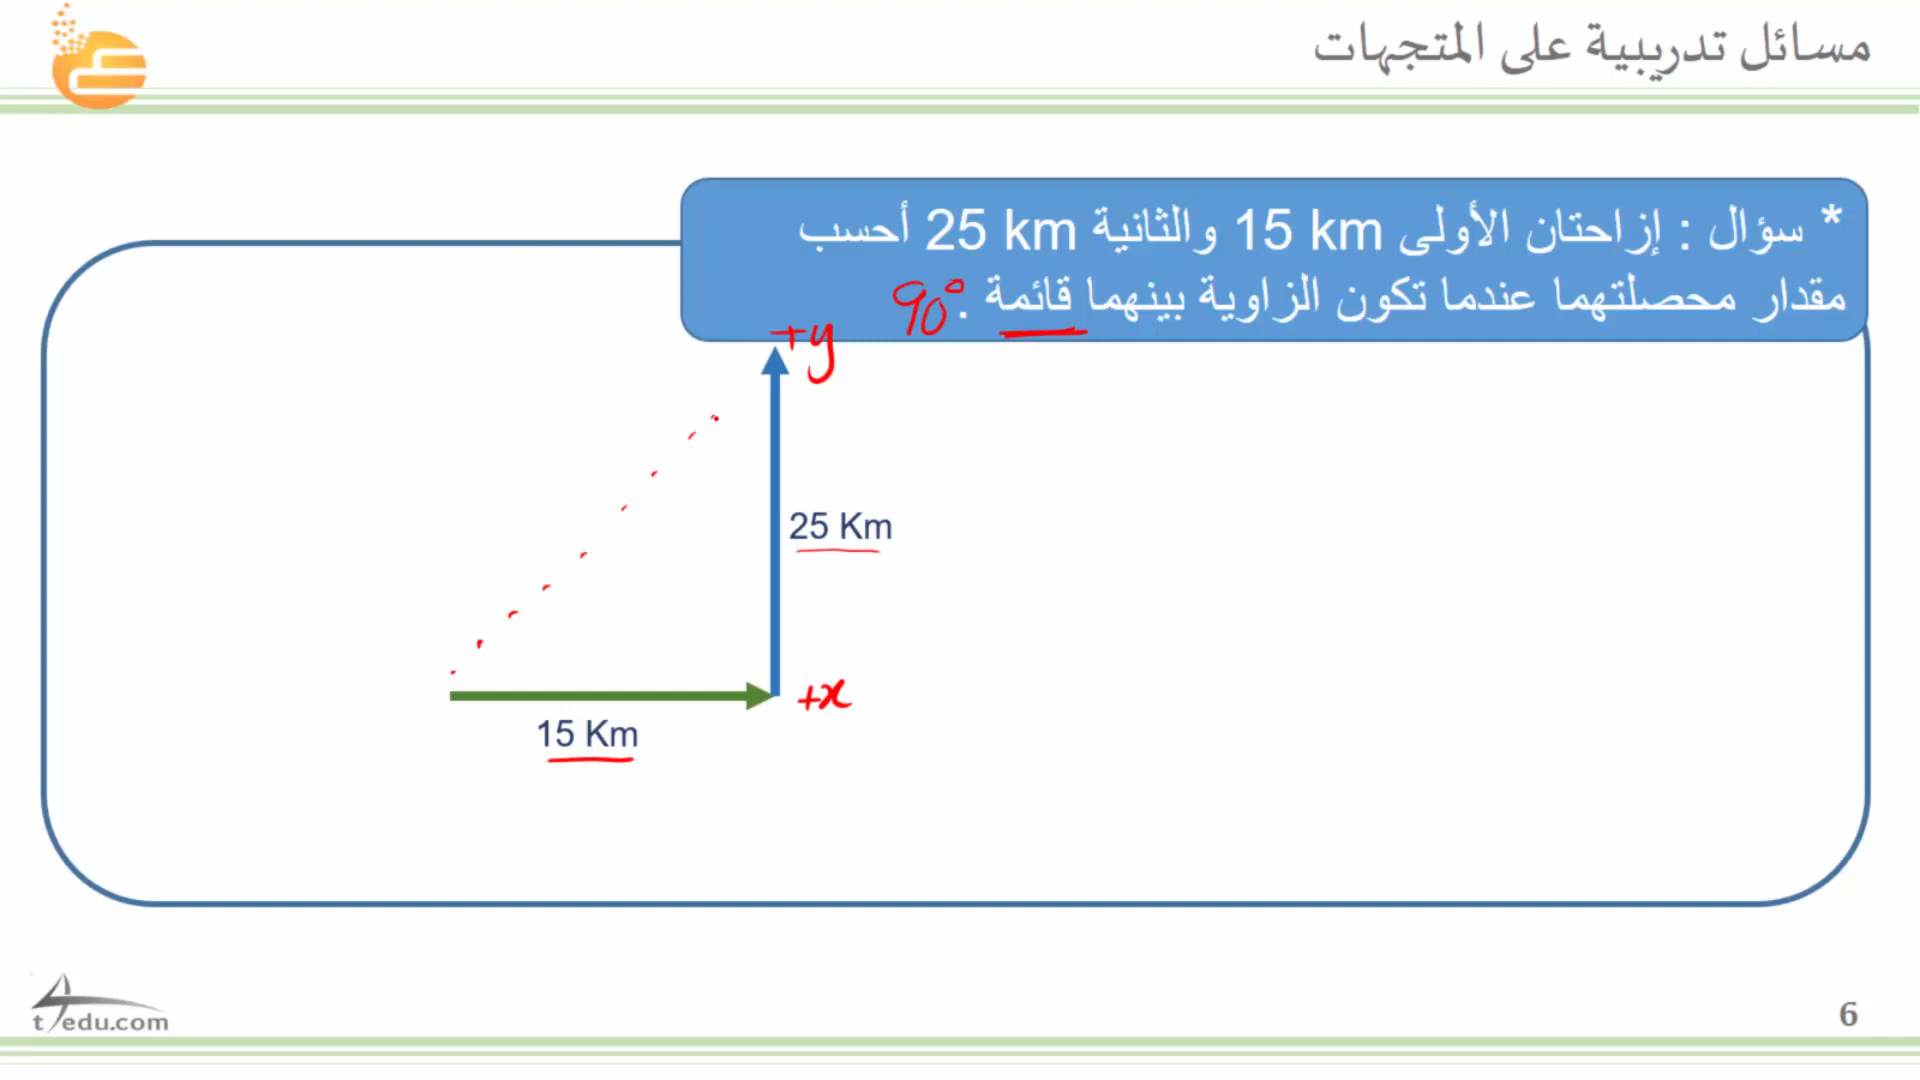 مسائل تدريبية على المتجهات
* سؤال : إزاحتان الأولى 15 km والثانية 25 km أحسب
مقدار محصلتهما عندما تكون الزاوية بينهما قائمة . 90°
+y
25 Km
+x
15 Km
t4edu.com
6